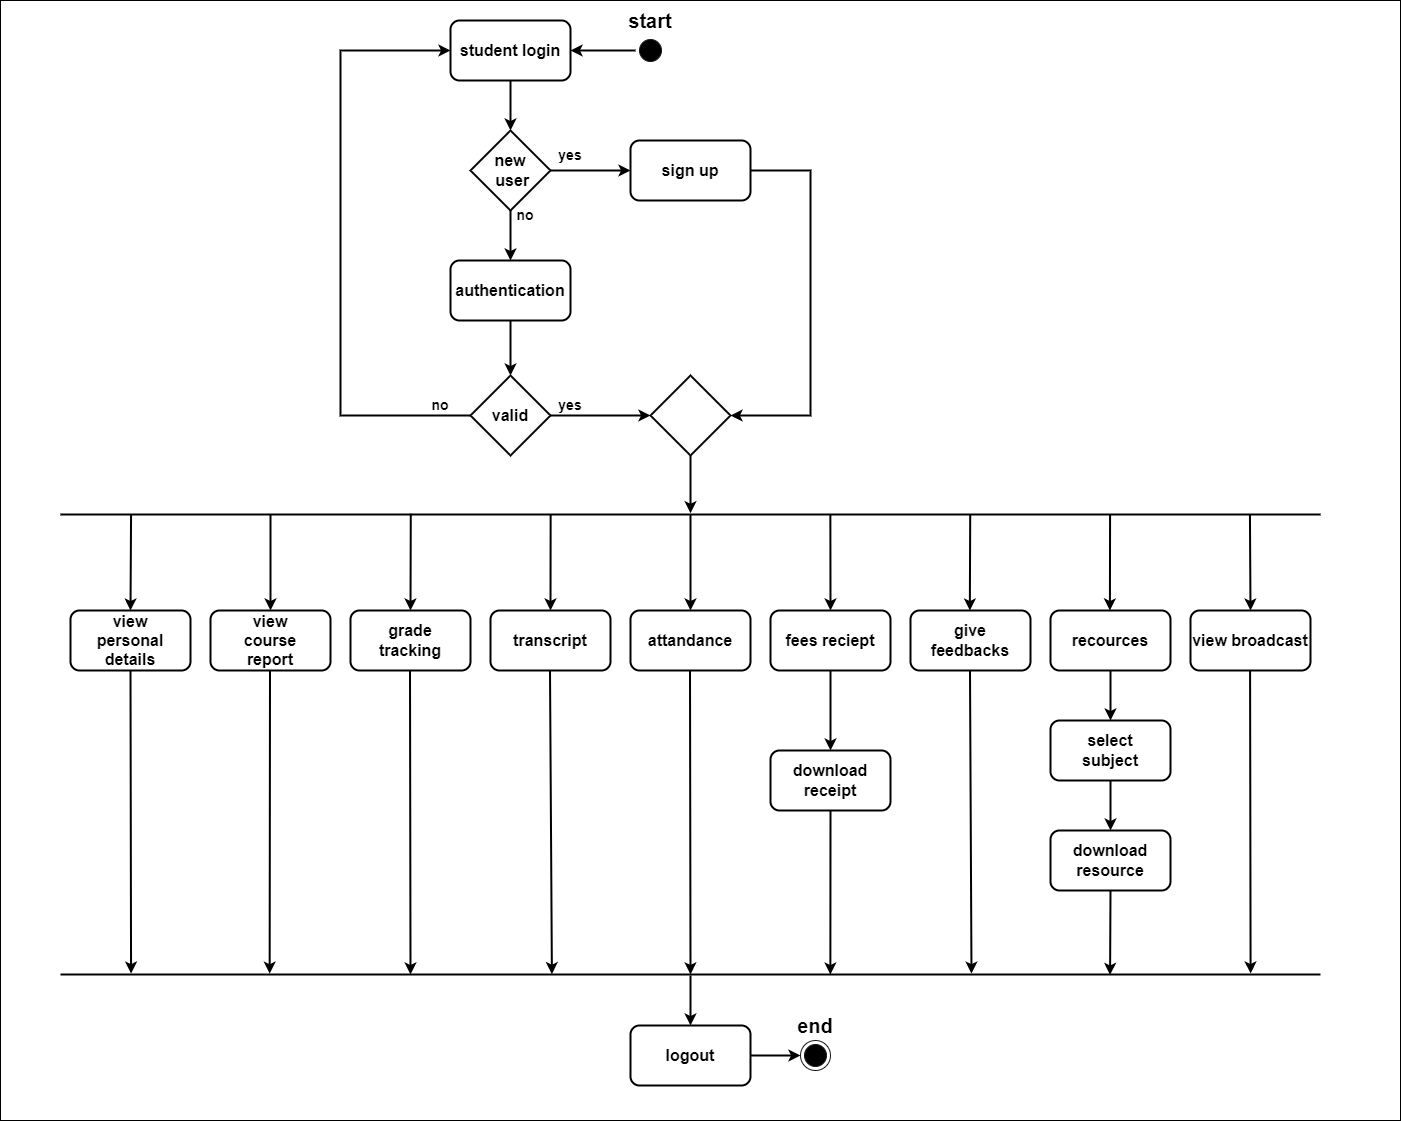 start
student login
new
user
yes
sign up
no
authentication
no
valid
yes
view
personal
details
view
course
report
grade
tracking
transcript
attandance
fees reciept
give
feedbacks
recources
view broadcast
select
subject
download
receipt
download
resource
end
logout